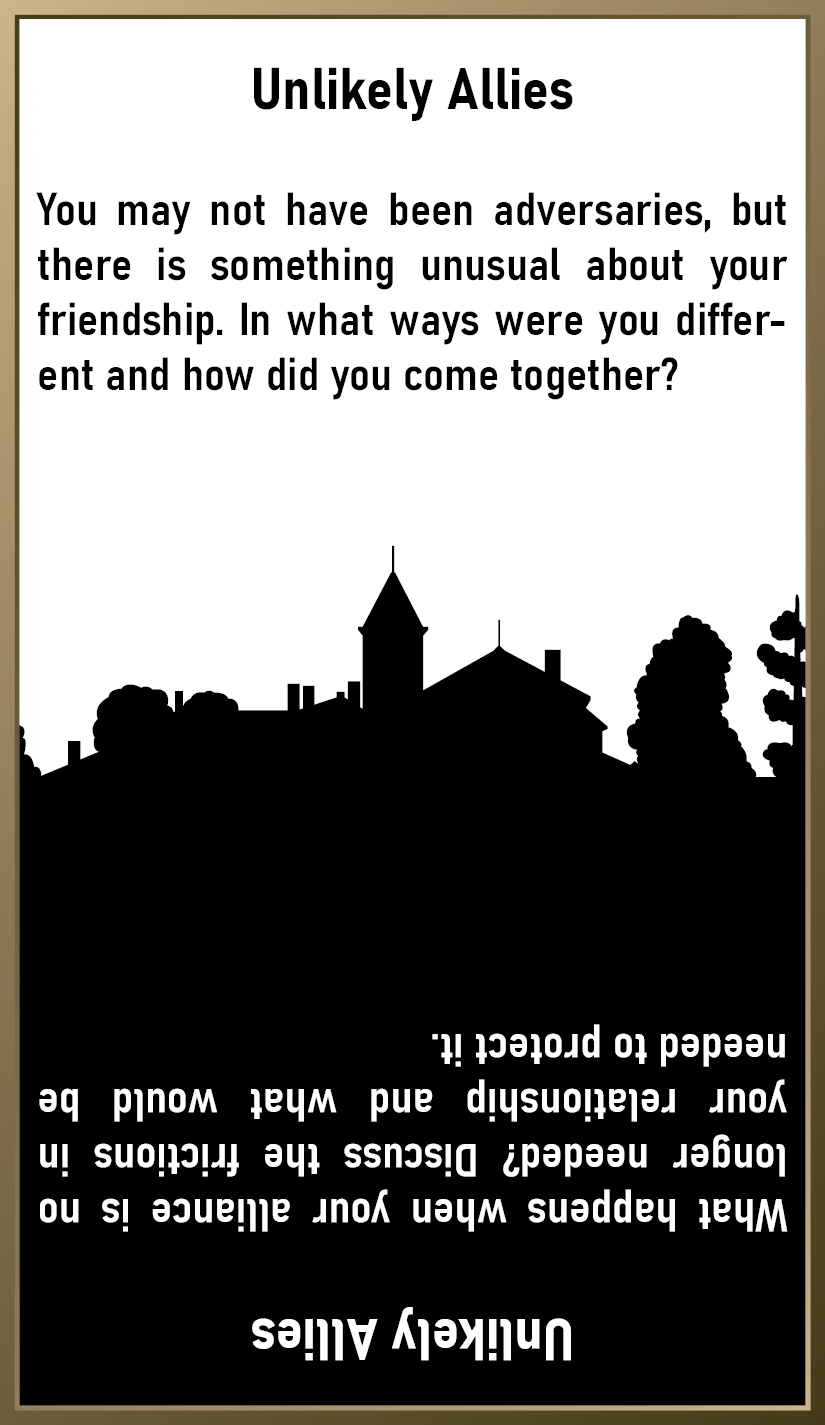 Unlikely Allies
You may not have been adversaries, but
there is something unusual about your
friendship. In what ways were you differ-
ent and how did you come together?
Unlikely Allies
What happens when your alliance is no
longer needed? Discuss the frictions in
your relationship and what would be
needed to protect it.